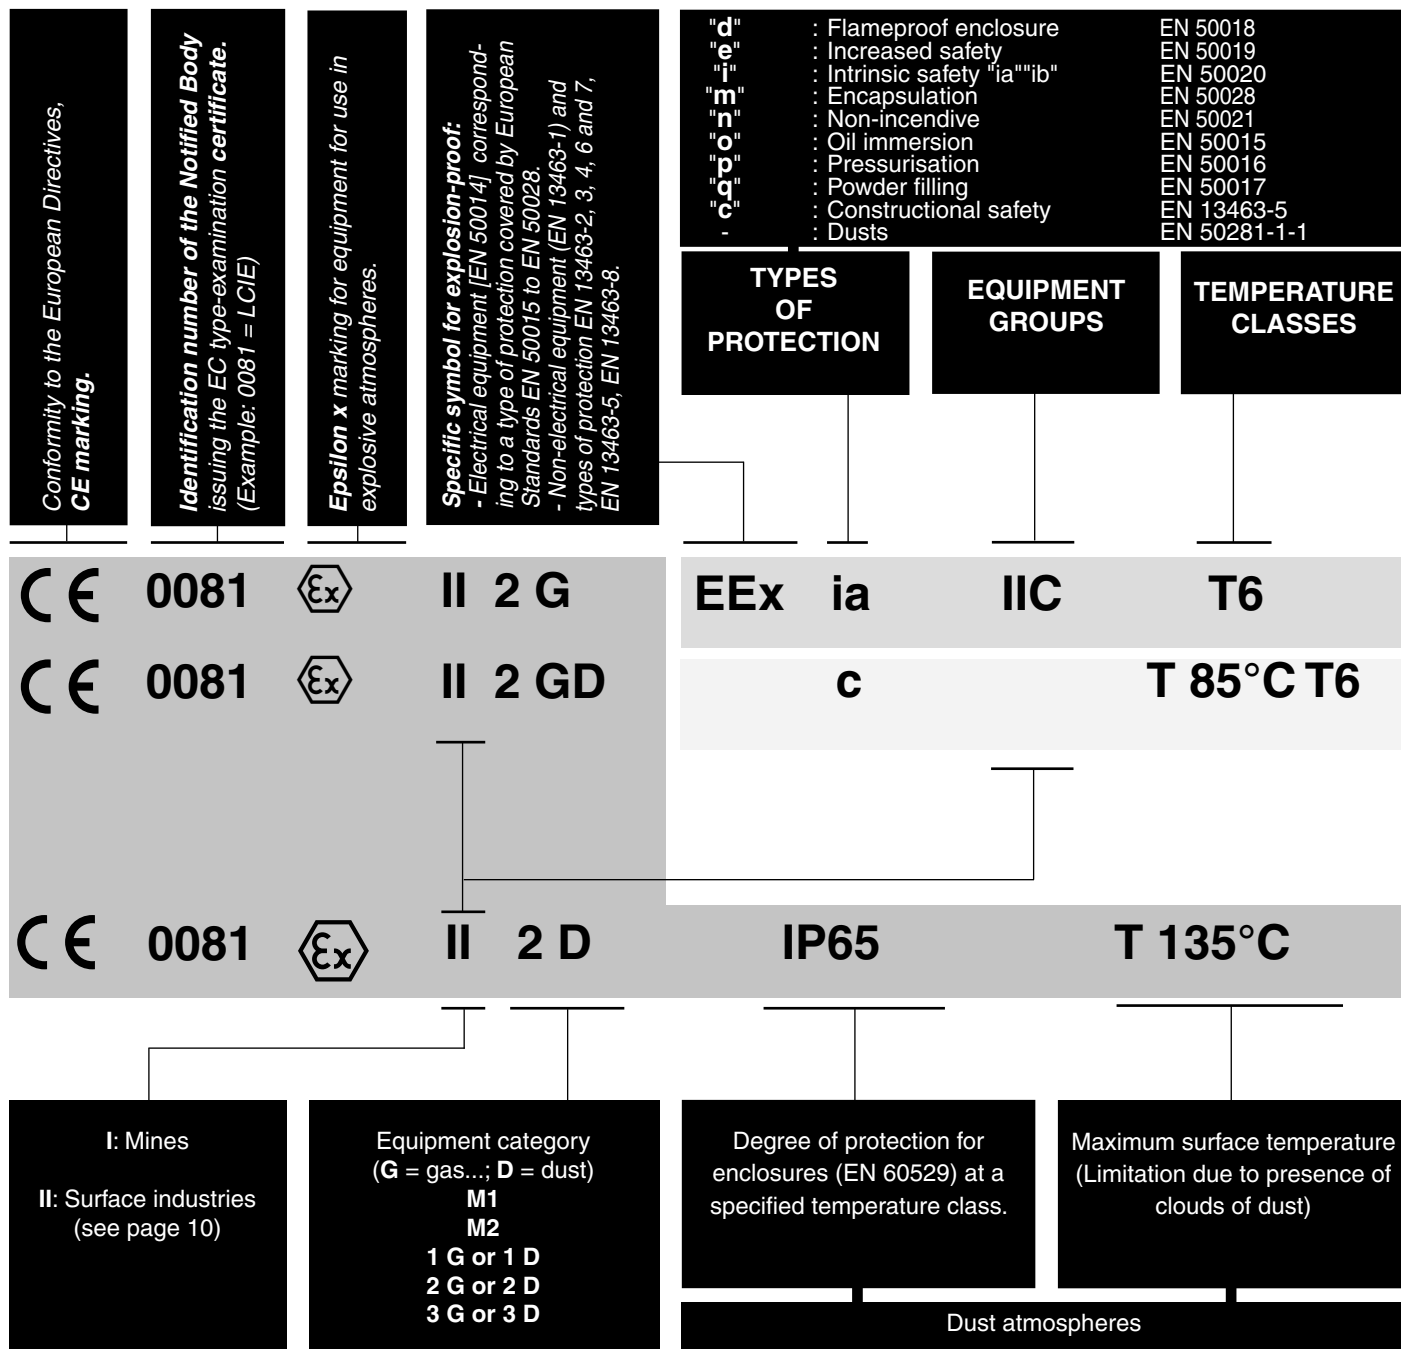 Conformity to the European Directives,
CE marking.
Identification number of the Notified Body
issuing the EC type-examination certificate.
(Example: 0081 = LCIE)
Epsilon x marking for equipment for use in
explosive atmospheres.
Specific symbol for explosion-proof:
- Electrical equipment [EN 50014] correspond-
ing to a type of protection covered by European
Standards EN 50015 to EN 50028.
- Non-electrical equipment (EN 13463-1) and
types of protection EN 13463-2, 3, 4, 6 and 7,
EN 13463-5, EN 13463-8.
"d" : Flameproof enclosure EN 50018
"e" : Increased safety EN 50019
"i" : Intrinsic safety "ia""ib" EN 50020
"m" : Encapsulation EN 50028
"n" : Non-incendive EN 50021
"o" : Oil immersion EN 50015
"p" : Pressurisation EN 50016
"q" : Powder filling EN 50017
"c" : Constructional safety EN 13463-5
- : Dusts EN 50281-1-1
TYPES
OF
PROTECTION
EQUIPMENT
GROUPS
TEMPERATURE
CLASSES
CE 0081 Ex II 2 G EEx ia IIC T6
CE 0081 Ex II 2 GD c T 85°C T6
CE 0081 Ex II 2 D IP65 T 135°C
I: Mines
II: Surface industries
(see page 10)
Equipment category
(G = gas...; D = dust)
M1
M2
1 G or 1 D
2 G or 2 D
3 G or 3 D
Degree of protection for
enclosures (EN 60529) at a
specified temperature class.
Maximum surface temperature
(Limitation due to presence of
clouds of dust)
Dust atmospheres